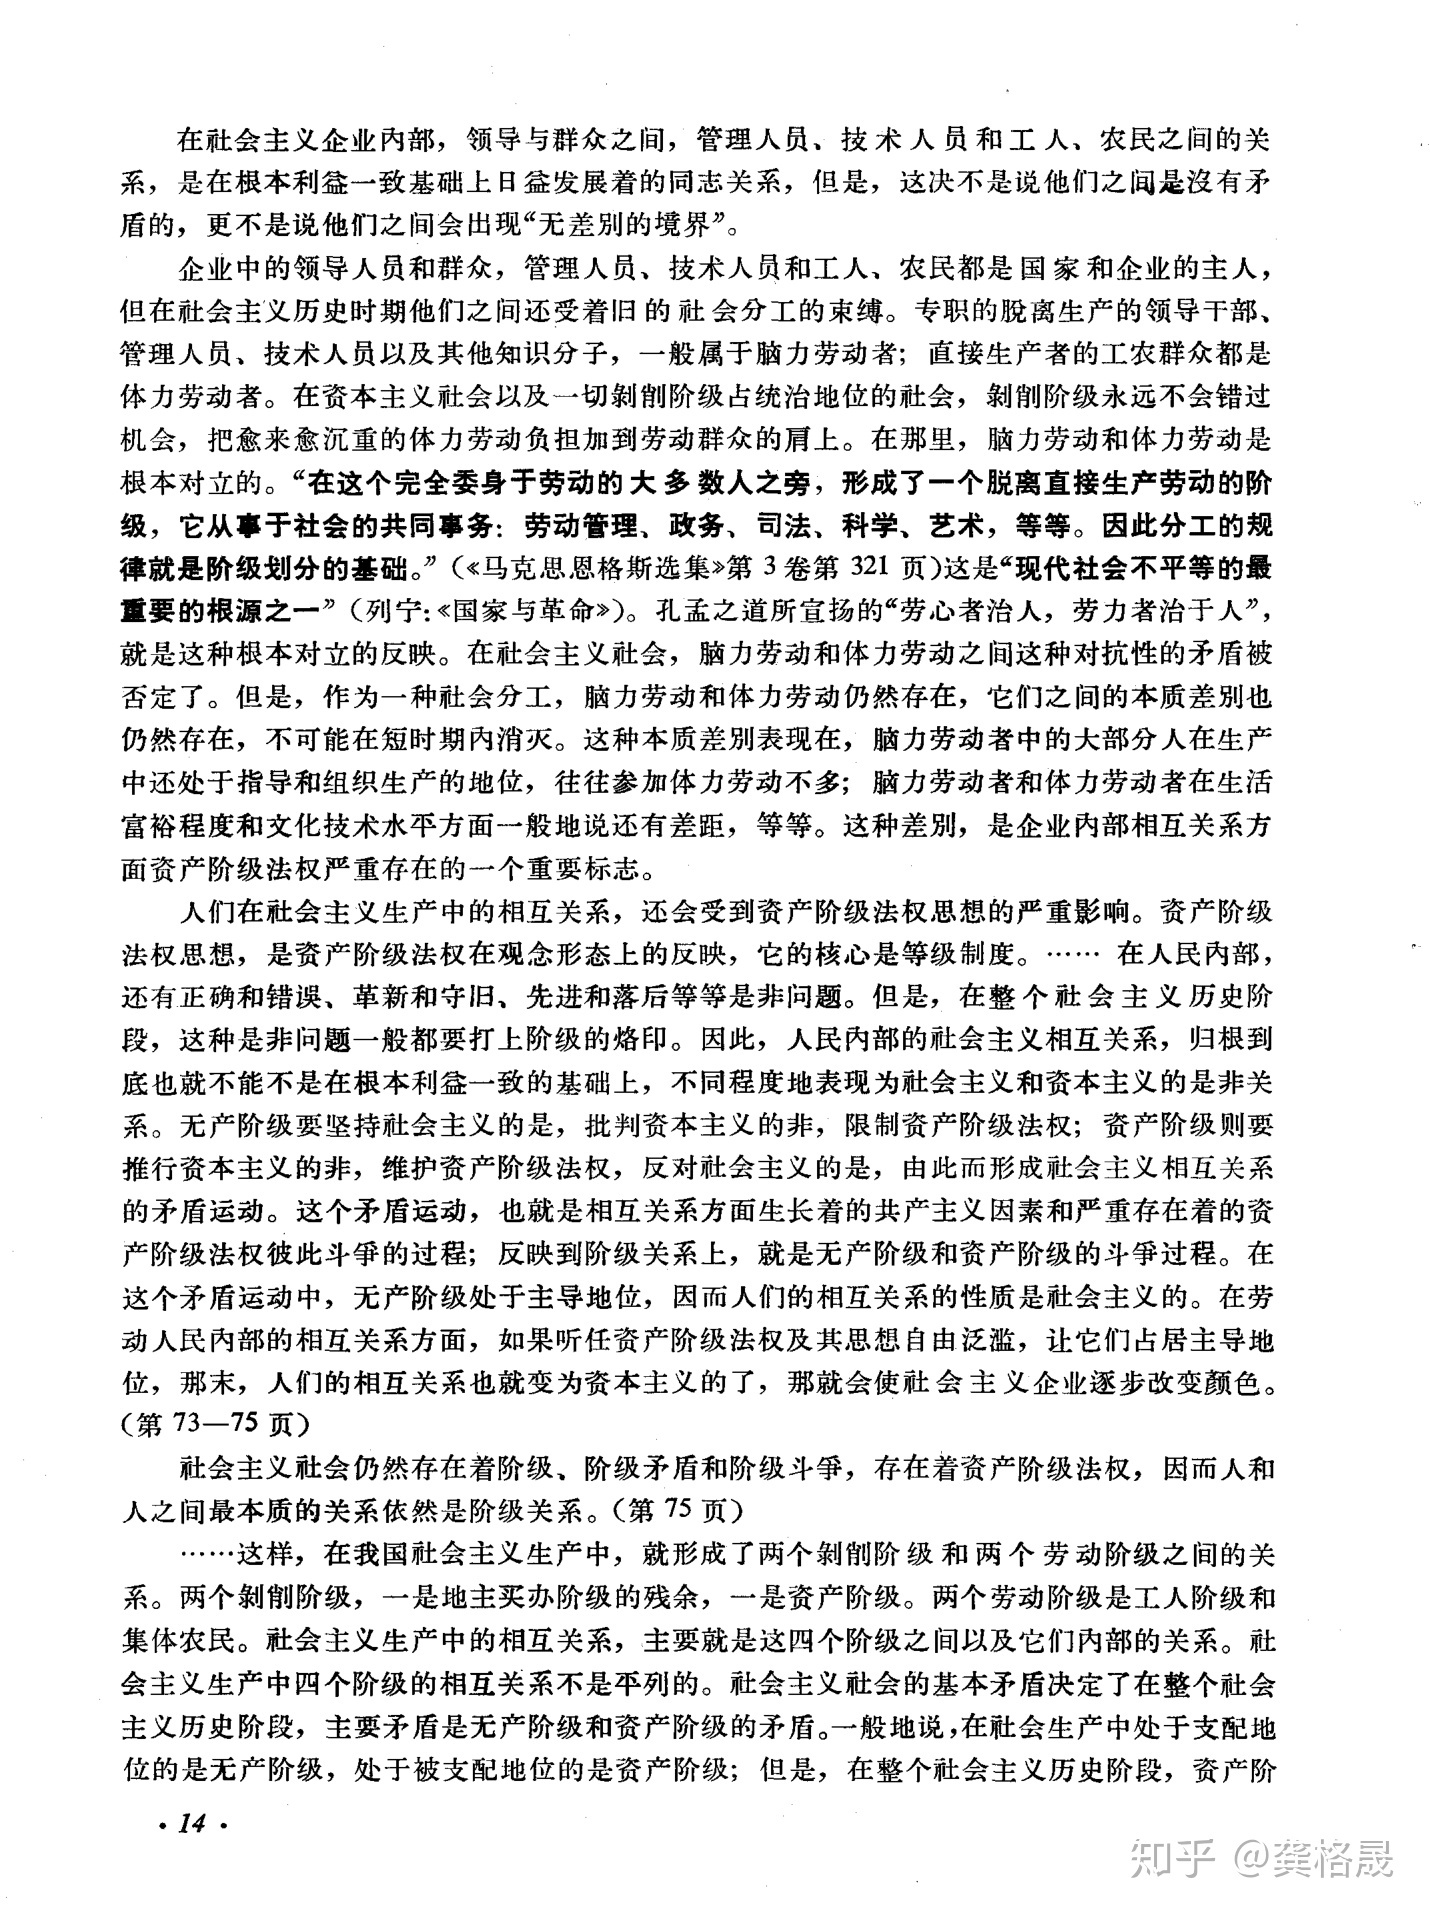 在社会主义企业内部，领导与群众之间，管理人员、技术人员和工人、农民之间的关
系，是在根本利益一致基础上日益发展着的同志关系，但是，这决不是说他们之间是沒有矛
盾的，更不是说他们之间会出现“无差别的境界”。
企业中的领导人员和群众，管理人员、技术人员和工人、农民都是国家和企业的主人，
但在社会主义历史时期他们之间还受着旧的社会分工的束缚。专职的脫离生产的领导干部、
管理人员、技术人员以及其他知识分子，一般属于脑力劳动者；直接生产者的工农群众都是
体力劳动者。在资本主义社会以及一切剝削阶级占统治地位的社会，剝削阶级永远不会错过
机会，把愈来愈沉重的体力劳动负担加到劳动群众的肩上。在那里，脑力劳动和体力劳动是
根本对立的。“在这个完全委身于劳动的大多数人之旁，形成了一个脱离直接生产劳动的阶
级，它从事于社会的共同事务：劳动管理、政务、司法、科学、艺术，等等。因此分工的规
律就是阶级划分的基础。”（《马克思恩格斯选集》第3卷第321页）这是“现代社会不平等的最
重要的根源之一”（列宁：《国家与革命》）。孔孟之道所宣扬的“劳心者治人，劳力者治于人”，
就是这种根本对立的反映。在社会主义社会，脑力劳动和体力劳动之间这种对抗性的矛盾被
否定了。但是，作为一种社会分工，脑力劳动和体力劳动仍然存在，它们之间的本质差别也
仍然存在，不可能在短时期内消灭。这种本质差别表现在，脑力劳动者中的大部分人在生产
中还处于指导和组织生产的地位，往往参加体力劳动不多；脑力劳动者和体力劳动者在生活
富裕程度和文化技术水平方面一般地说还有差距，等等。这种差别，是企业内部相互关系方
面资产阶级法权严重存在的一个重要标志。
人们在社会主义生产中的相互关系，还会受到资产阶级法权思想的严重影响。资产阶级
法权思想，是资产阶级法权在观念形态上的反映，它的核心是等级制度。……在人民内部，
还有正确和错误、革新和守旧、先进和落后等等是非问题。但是，在整个社会主义历史阶
段，这种是非问题一般都要打上阶级的烙印。因此，人民内部的社会主义相互关系，归根到
底也就不能不是在根本利益一致的基础上，不同程度地表现为社会主义和资本主义的是非关
系。无产阶级要坚持社会主义的是，批判资本主义的非，限制资产阶级法权；资产阶级则要
推行资本主义的非，维护资产阶级法权，反对社会主义的是，由此而形成社会主义相互关系
的矛盾运动。这个矛盾运动，也就是相互关系方面生长着的共产主义因素和严重存在着的资
产阶级法权彼此斗爭的过程；反映到阶级关系上，就是无产阶级和资产阶级的斗爭过程。在
这个矛盾运动中，无产阶级处于主导地位，因而人们的相互关系的性质是社会主义的。在劳
动人民内部的相互关系方面，如果听任资产阶级法权及其思想自由泛滥，让它们占居主导地
位，那末，人们的相互关系也就变为资本主义的了，那就会使社会主义企业逐步改变颜色。
（第73—75页）
社会主义社会仍然存在着阶级、阶级矛盾和阶级斗爭，存在着资产阶级法权，因而人和
人之间最本质的关系依然是阶级关系。（第75页）
……这样，在我国社会主义生产中，就形成了两个剝削阶级和两个劳动阶级之间的关
系。两个剝削阶级，一是地主买办阶级的残余，一是资产阶级。两个劳动阶级是工人阶级和
集体农民。社会主义生产中的相互关系，主要就是这四个阶级之间以及它们内部的关系。社
会主义生产中四个阶级的相互关系不是平列的。社会主义社会的基本矛盾决定了在整个社会
主义历史阶段，主要矛盾是无产阶级和资产阶级的矛盾。一般地说，在社会生产中处于支配地
位的是无产阶级，处于被支配地位的是资产阶级；但是，在整个社会主义历史阶段，资产阶
·14·
知乎 @龚格晟